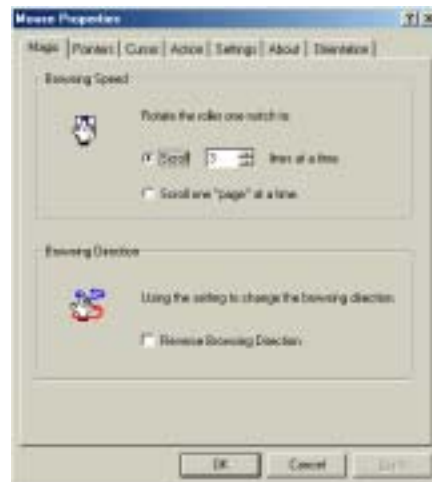 Mouse Properties
Magic Pointers Cursor Action Settings About Orientation
Browsing Speed
Rotate the roller one notch to:
Scroll 3 lines at a time
Scroll one "page" at a time
Browsing Direction
Using the setting to change the browsing direction
Reverse Browsing Direction
OK Cancel Apply